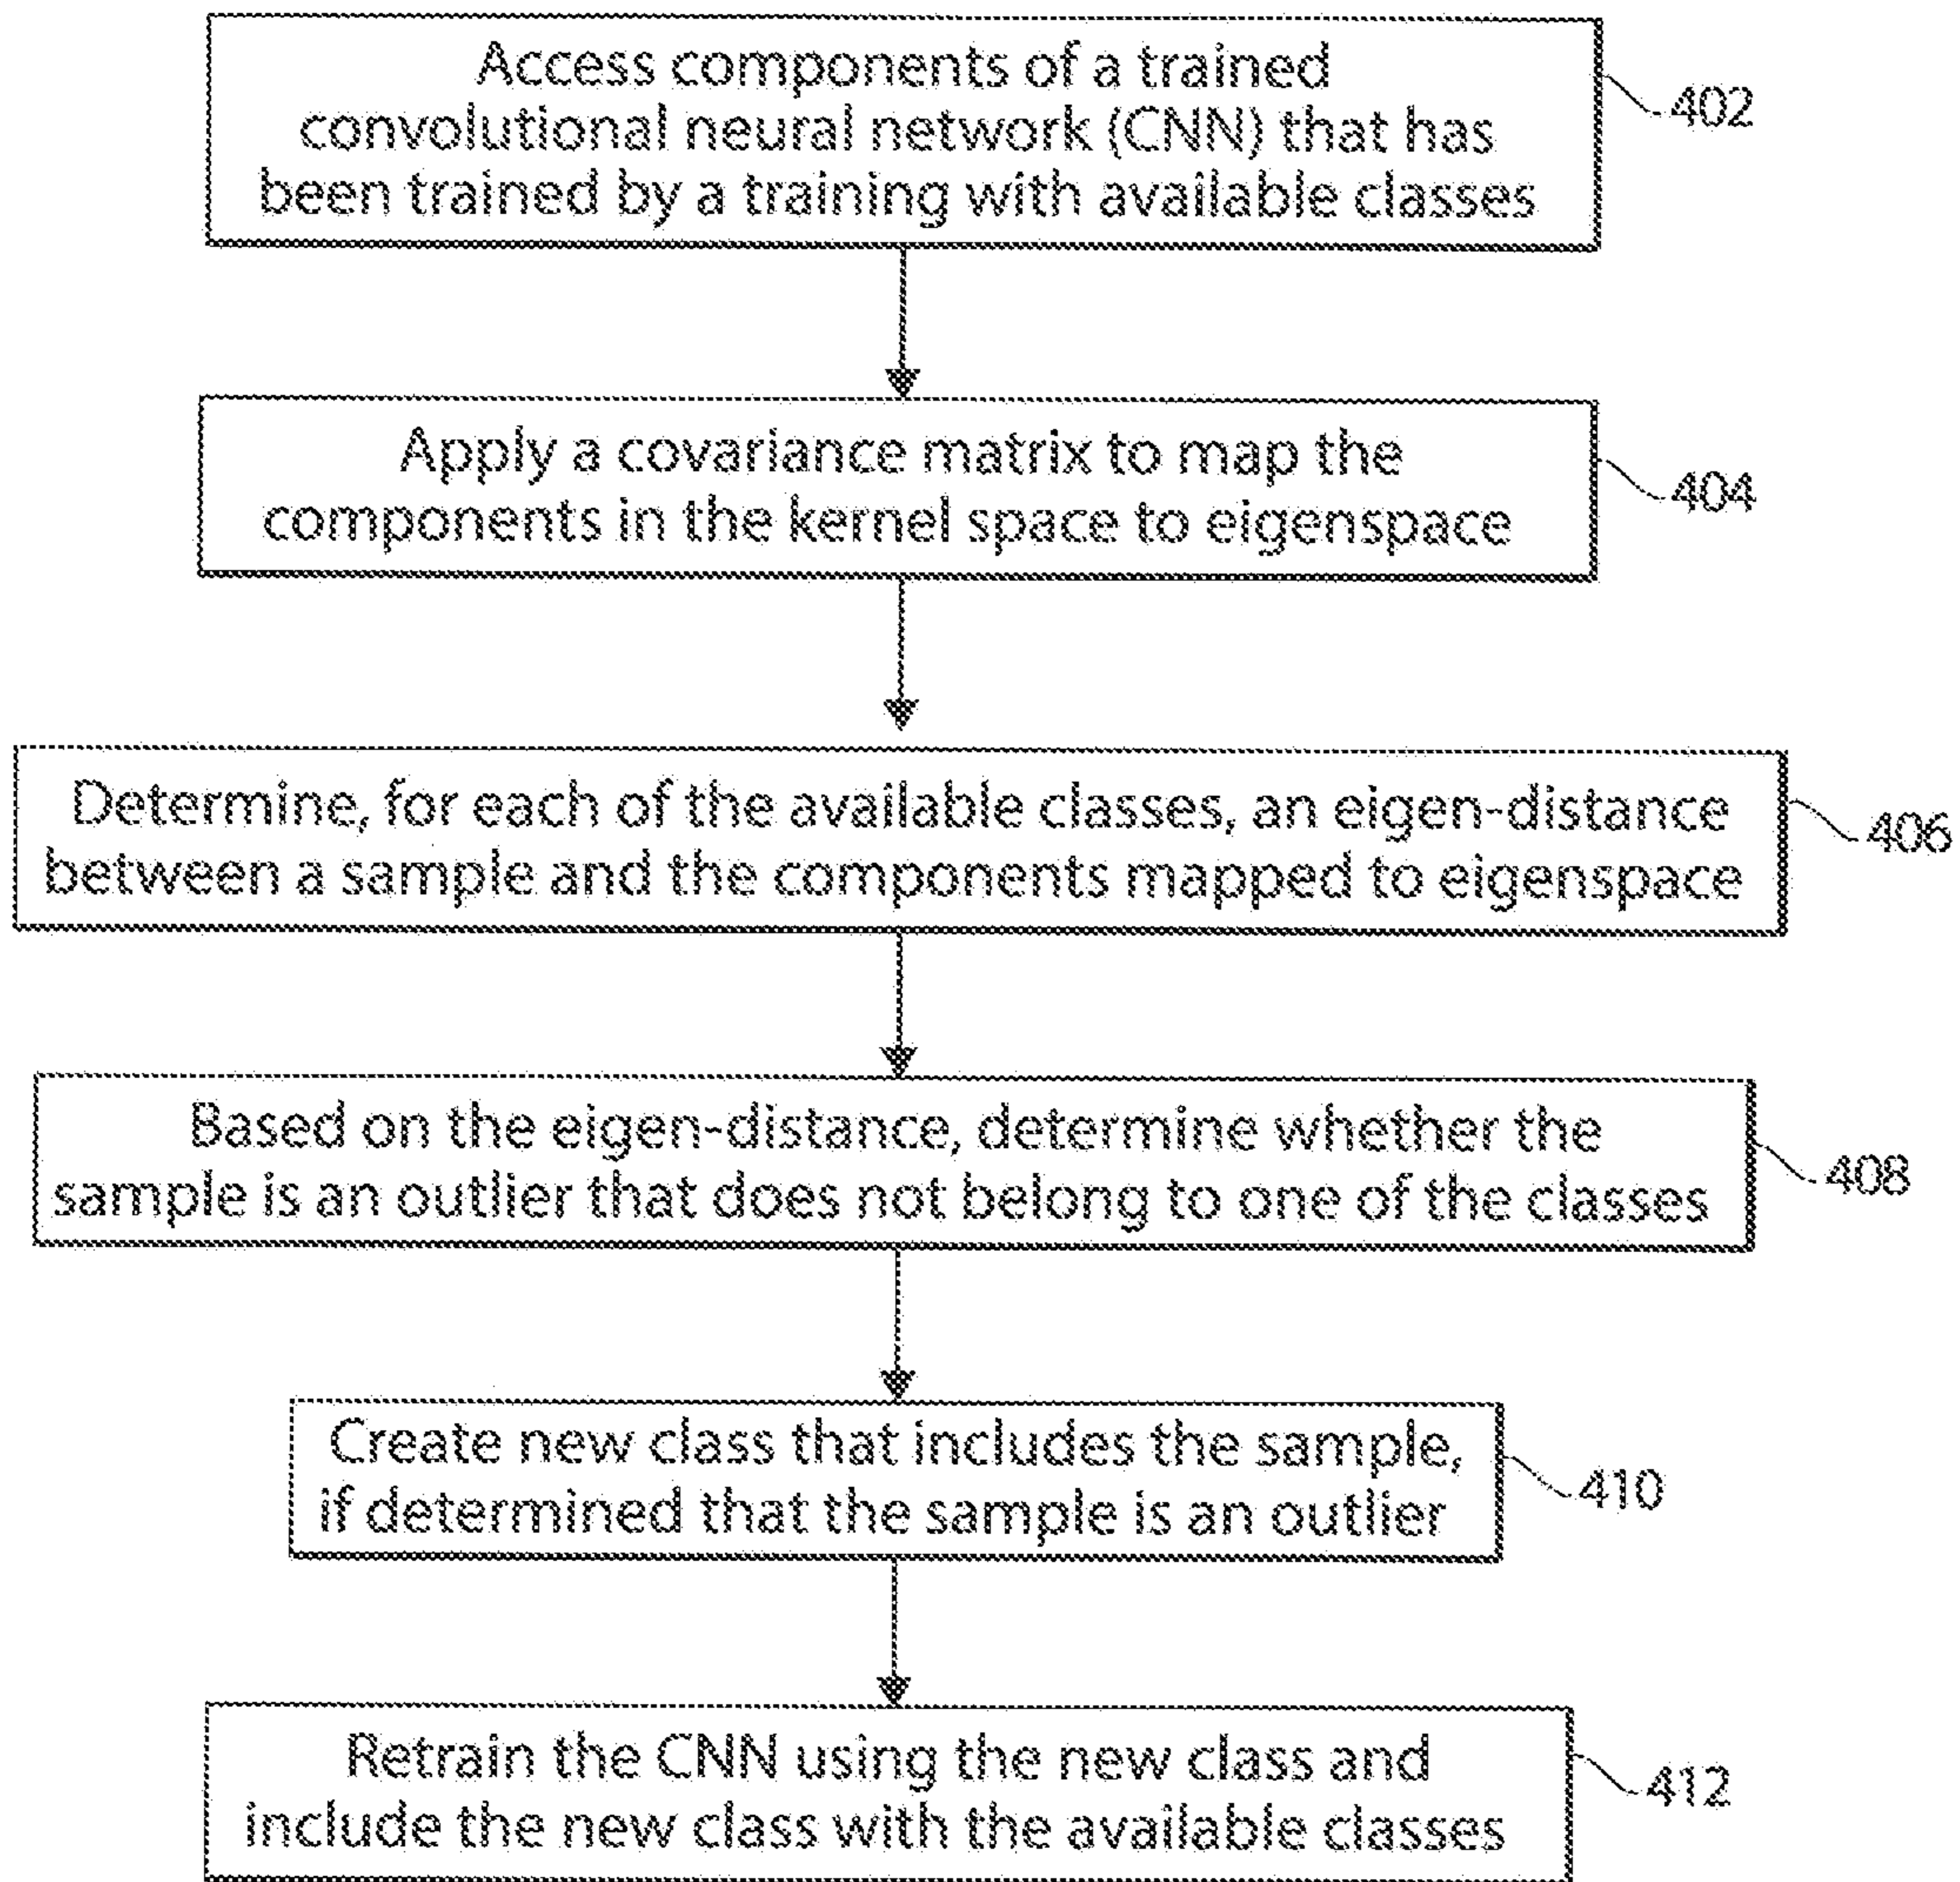 Access components of a trained
convolutional neural network (CNN) that has
been trained by a training with available classes
402
Apply a covariance matrix to map the
components in the kernel space to eigenspace
404
Determine, for each of the available classes, an eigen-distance
between a sample and the components mapped to eigenspace
406
Based on the eigen-distance, determine whether the
sample is an outlier that does not belong to one of the classes
408
Create new class that includes the sample,
if determined that the sample is an outlier
410
Retrain the CNN using the new class and
include the new class with the available classes
412